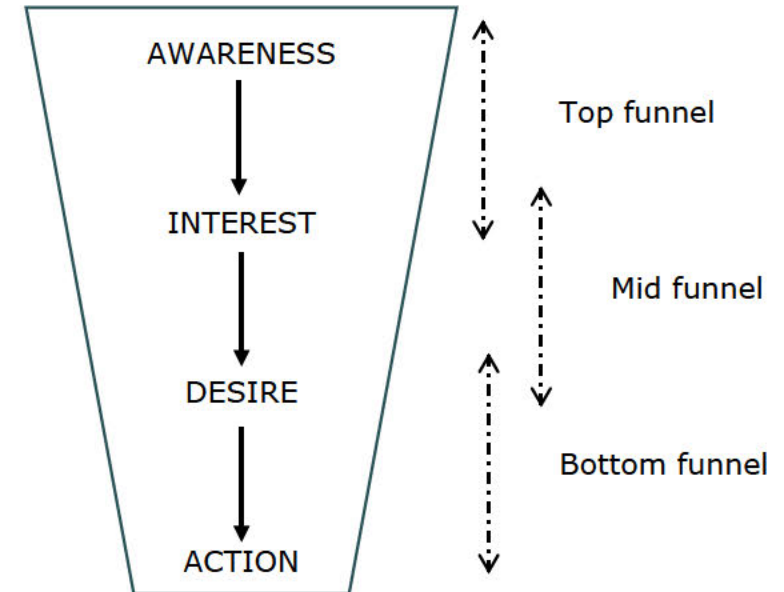 AWARENESS
Top funnel
INTEREST
Mid funnel
DESIRE
Bottom funnel
ACTION